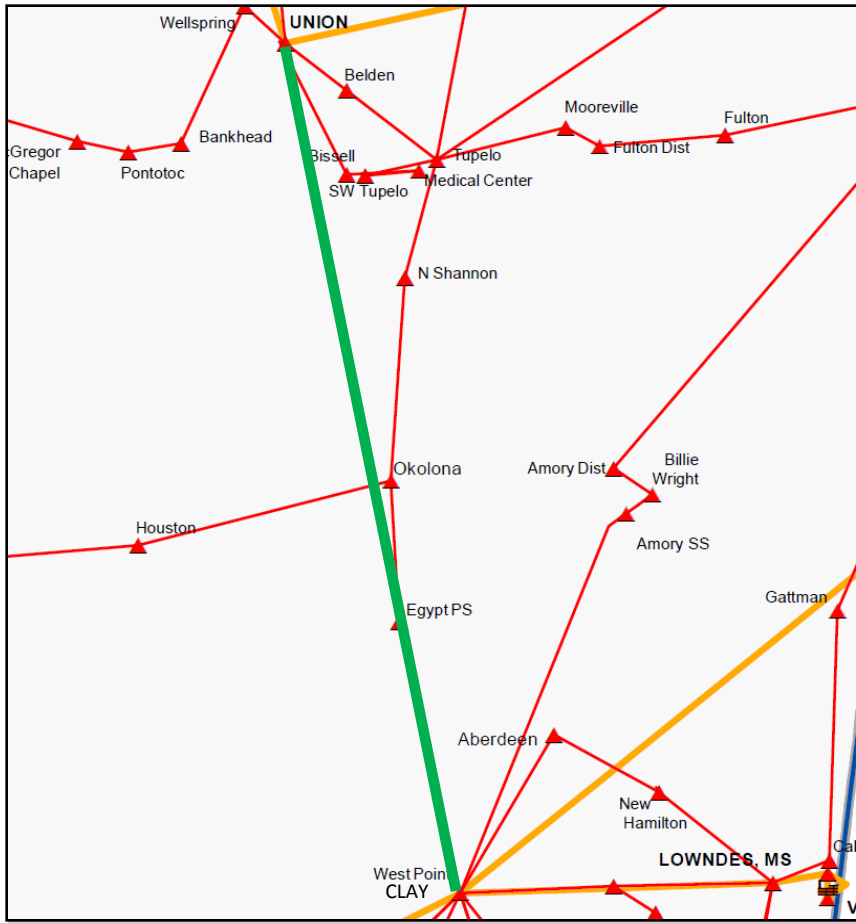 Wellspring
UNION
Belden
Mooreville
Fulton
Bankhead
Bissell
Tupelo
Fulton Dist
Gregor
Chapel
Pontotoc
SW Tupelo
Medical Center
N Shannon
Okolona
Amory Dist
Billie
Wright
Houston
Amory SS
Gattman
Egypt PS
Aberdeen
New
Hamilton
LOWNDES, MS
West Poin
CLAY